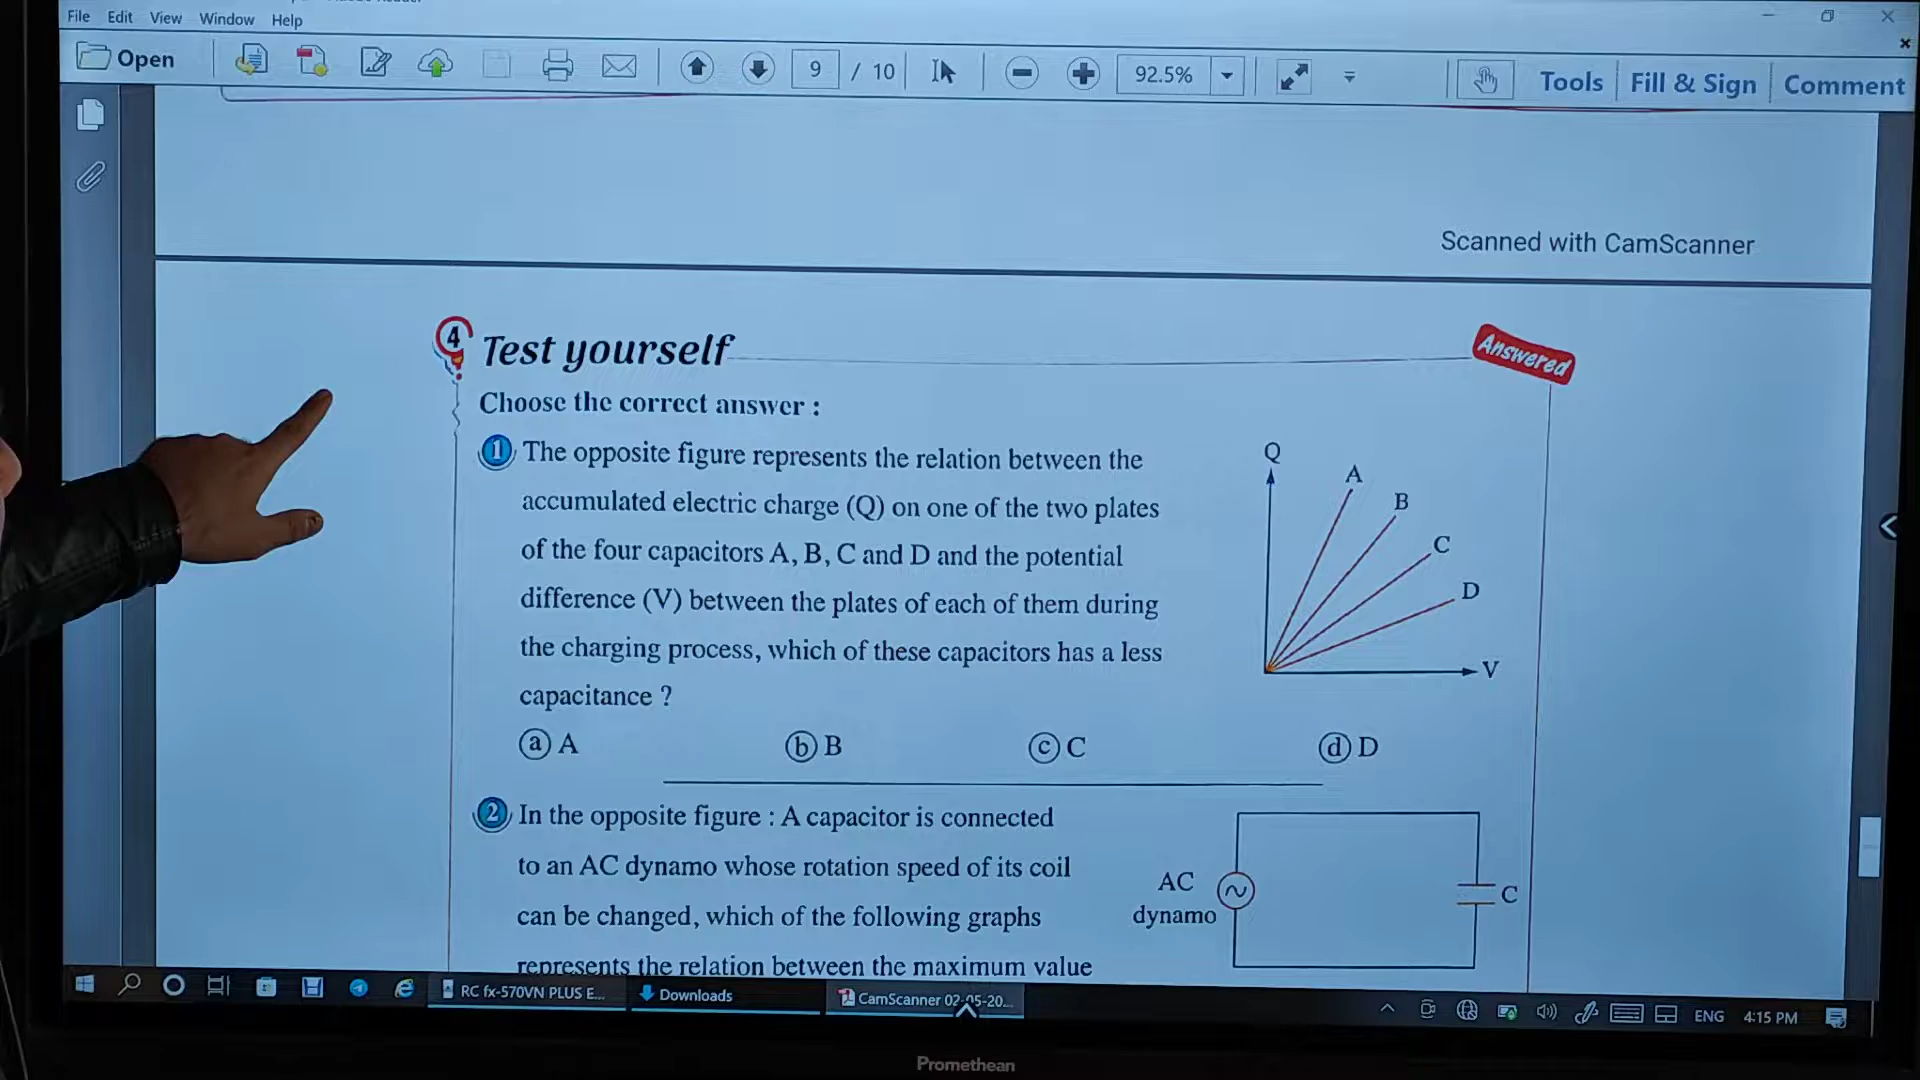 File Edit View Window Help
Open 9 / 10 92.5% Tools Fill & Sign Comment
Scanned with CamScanner
4 Test yourself Answered
Choose the correct answer :
1 The opposite figure represents the relation between the
accumulated electric charge (Q) on one of the two plates
of the four capacitors A, B, C and D and the potential
difference (V) between the plates of each of them during
the charging process, which of these capacitors has a less
capacitance ?
Q
A
B
C
D
V
a A b B c C d D
2 In the opposite figure : A capacitor is connected
to an AC dynamo whose rotation speed of its coil
can be changed, which of the following graphs
represents the relation between the maximum value
AC
dynamo
C
RC fx-570VN PLUS E... Downloads CamScanner 02-05-20... ENG 4:15 PM
Promethean